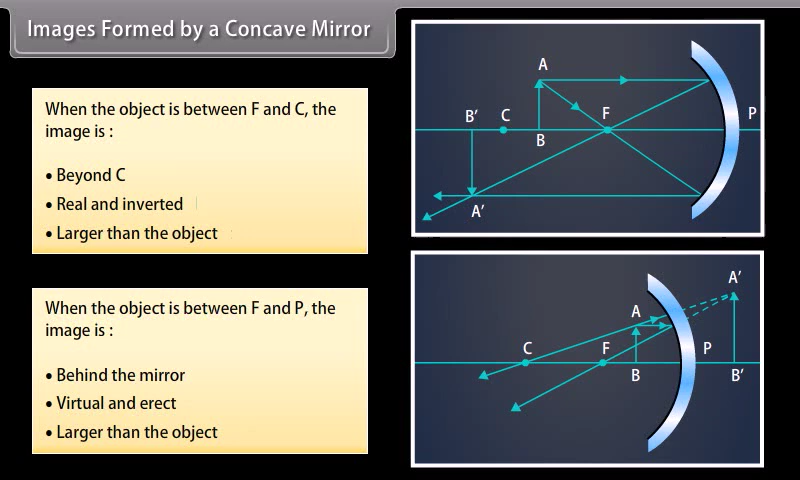 Images Formed by a Concave Mirror
When the object is between F and C, the
image is :
• Beyond C
• Real and inverted
• Larger than the object
A
B'
C
F
P
B
A'
When the object is between F and P, the
image is :
• Behind the mirror
• Virtual and erect
• Larger than the object
A'
A
C
F
P
B
B'